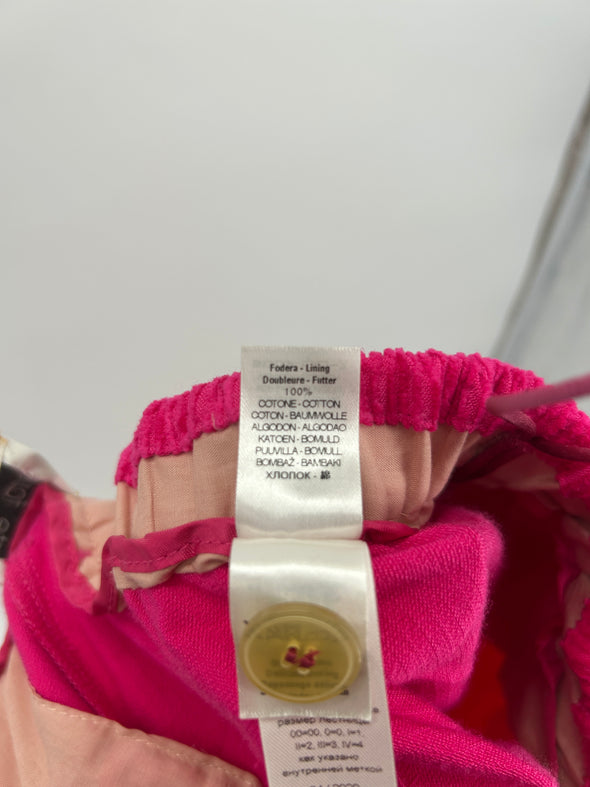 Fodera - Lining
Doubleure - Futter
100%
COTONE - COTTON
COTON - BAUMWOLLE
ALGODON - ALGODAO
KATOEN - BOMULD
PUUVILLA - BOMULL
BOMBAŽ - BAMBAKI
ХЛОПОК - 綿
размер лестницы
00=00, 0=0, I=1,
II=2, III=3, IV=4
как указано
внутренней меткой